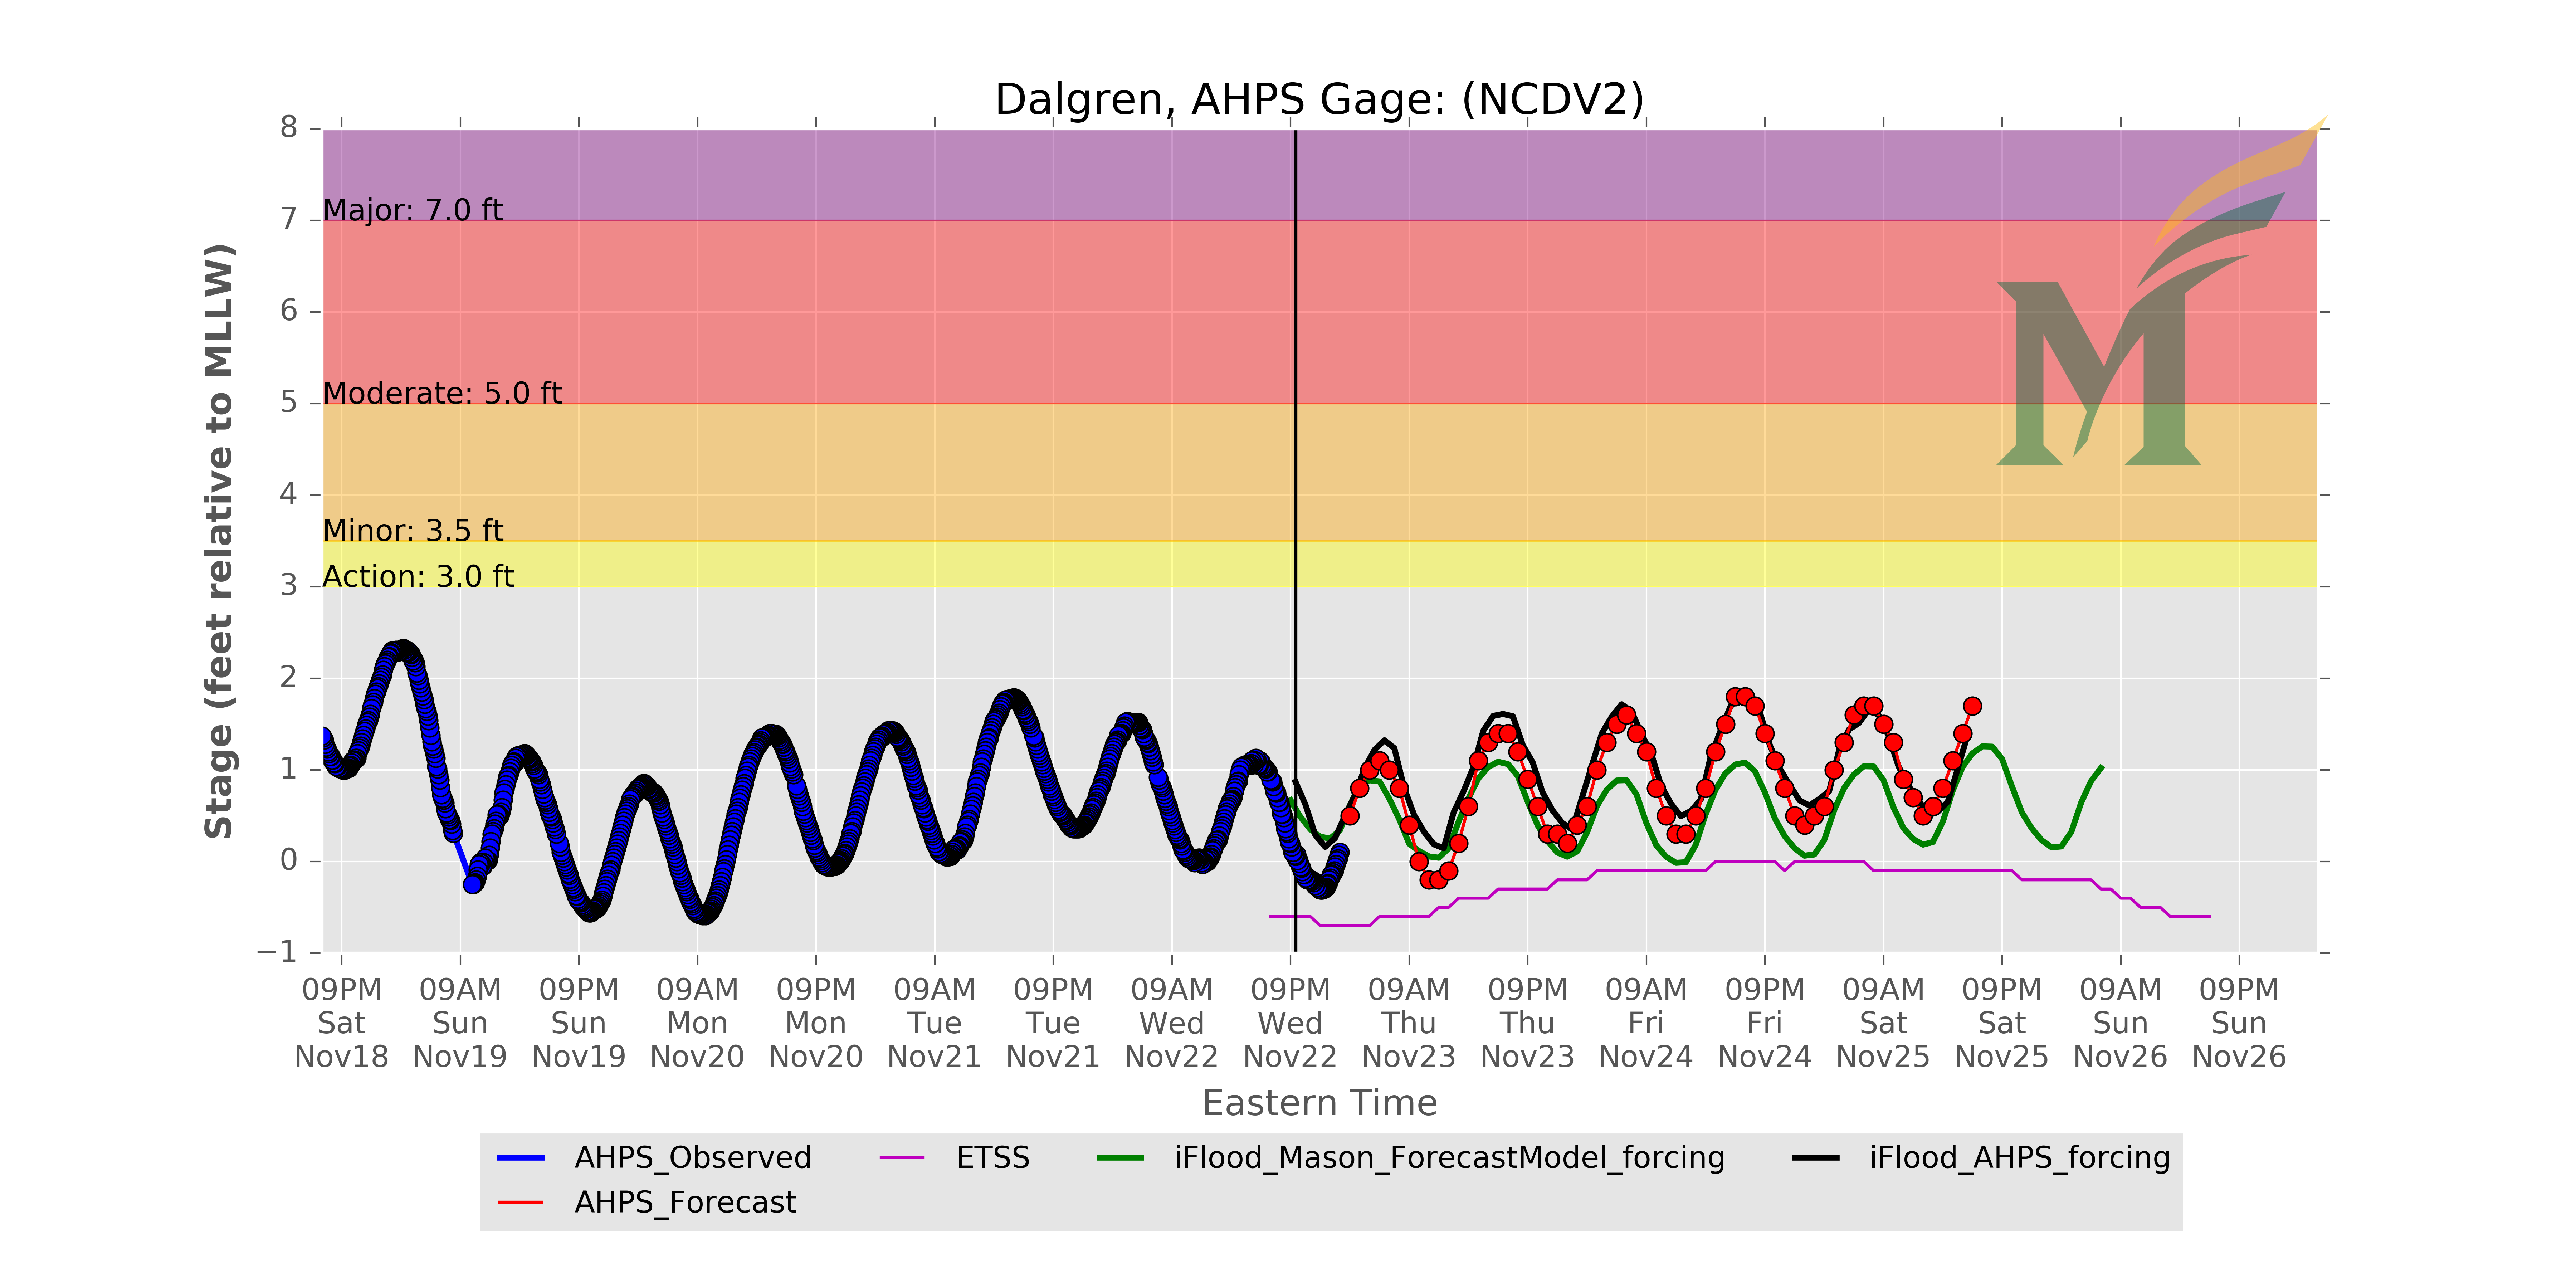 Dalgren, AHPS Gage: (NCDV2)
Stage (feet relative to MLLW)
8
7
6
5
4
3
2
1
0
−1
Major: 7.0 ft
Moderate: 5.0 ft
Minor: 3.5 ft
Action: 3.0 ft
M
09PM 09AM 09PM 09AM 09PM 09AM 09PM 09AM 09PM 09AM 09PM 09AM 09PM 09AM 09PM 09AM 09PM
Sat Sun Sun Mon Mon Tue Tue Wed Wed Thu Thu Fri Fri Sat Sat Sun Sun
Nov18 Nov19 Nov19 Nov20 Nov20 Nov21 Nov21 Nov22 Nov22 Nov23 Nov23 Nov24 Nov24 Nov25 Nov25 Nov26 Nov26
Eastern Time
AHPS_Observed ETSS iFlood_Mason_ForecastModel_forcing iFlood_AHPS_forcing
AHPS_Forecast